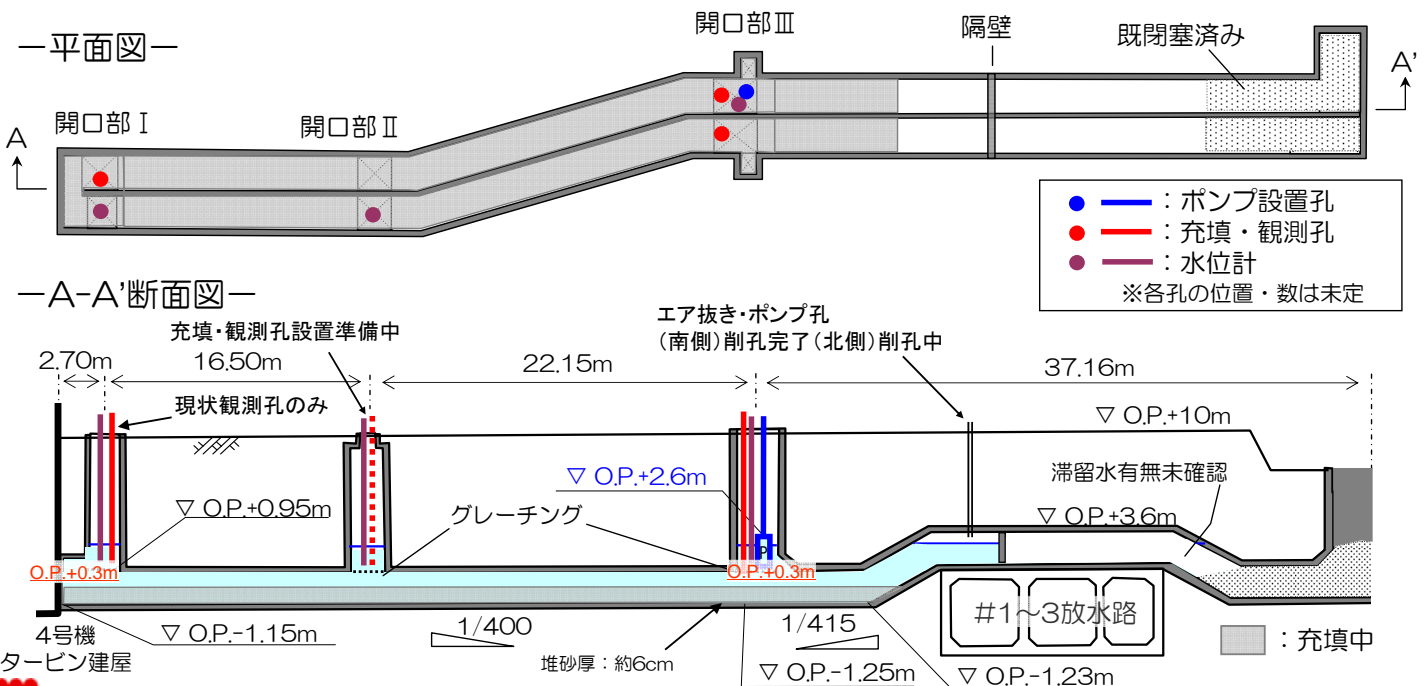 ―平面図―
開口部Ⅲ
隔壁
既閉塞済み
A'
開口部Ⅰ
開口部Ⅱ
A
：ポンプ設置孔
：充填・観測孔
：水位計
※各孔の位置・数は未定
―A-A'断面図―
充填・観測孔設置準備中
エア抜き・ポンプ孔
（南側）削孔完了（北側）削孔中
2.70m
16.50m
22.15m
37.16m
現状観測孔のみ
▽ O.P.+10m
▽ O.P.+2.6m
滞留水有無未確認
▽ O.P.+0.95m
グレーチング
▽ O.P.+3.6m
P
O.P.+0.3m
O.P.+0.3m
#1～3放水路
4号機
タービン建屋
▽ O.P.-1.15m
1/400
堆砂厚：約6cm
1/415
：充填中
▽ O.P.-1.25m
▽ O.P.-1.23m